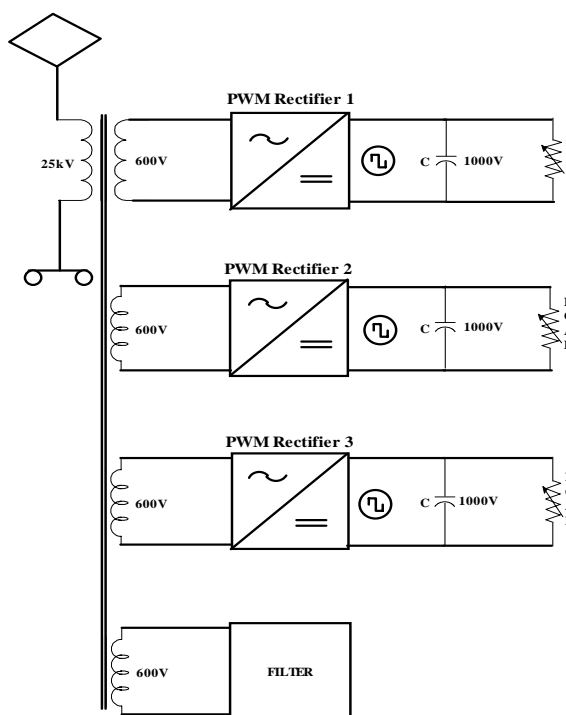 PWM Rectifier 1
25kV
600V
C
1000V
PWM Rectifier 2
600V
C
1000V
PWM Rectifier 3
600V
C
1000V
600V
FILTER